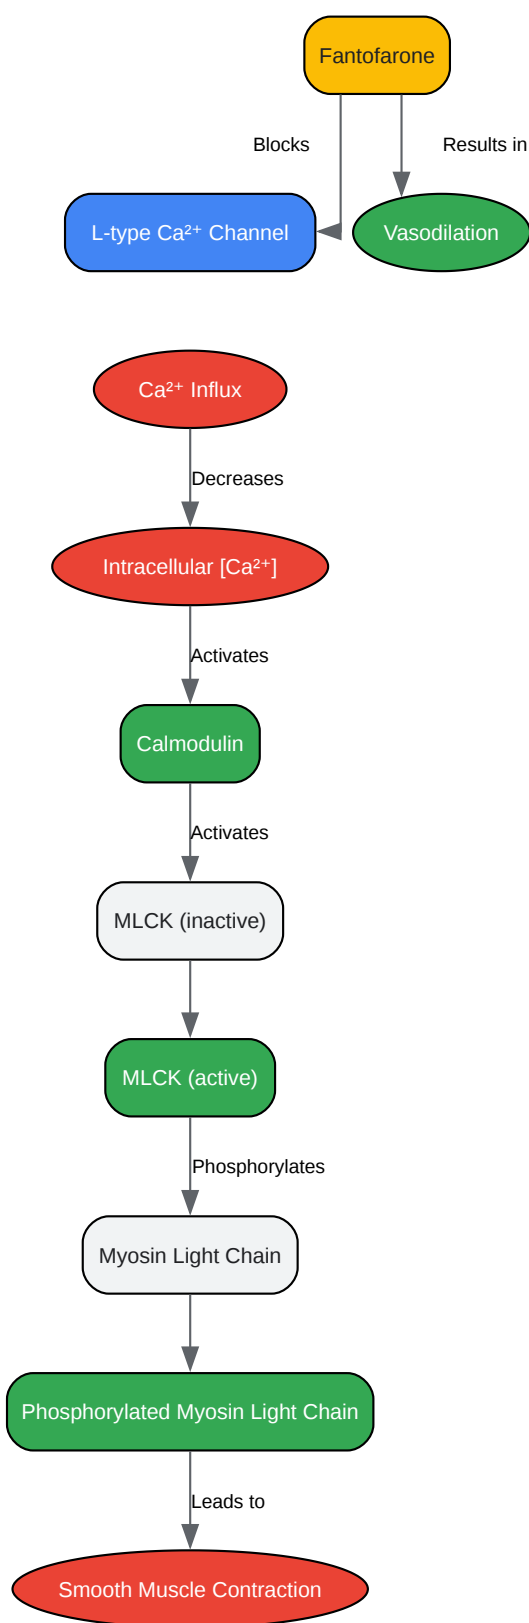 Fantofarone
Blocks
Results in
L-type Ca²⁺ Channel
Vasodilation
Ca²⁺ Influx
Decreases
Intracellular [Ca²⁺]
Activates
Calmodulin
Activates
MLCK (inactive)
MLCK (active)
Phosphorylates
Myosin Light Chain
Phosphorylated Myosin Light Chain
Leads to
Smooth Muscle Contraction